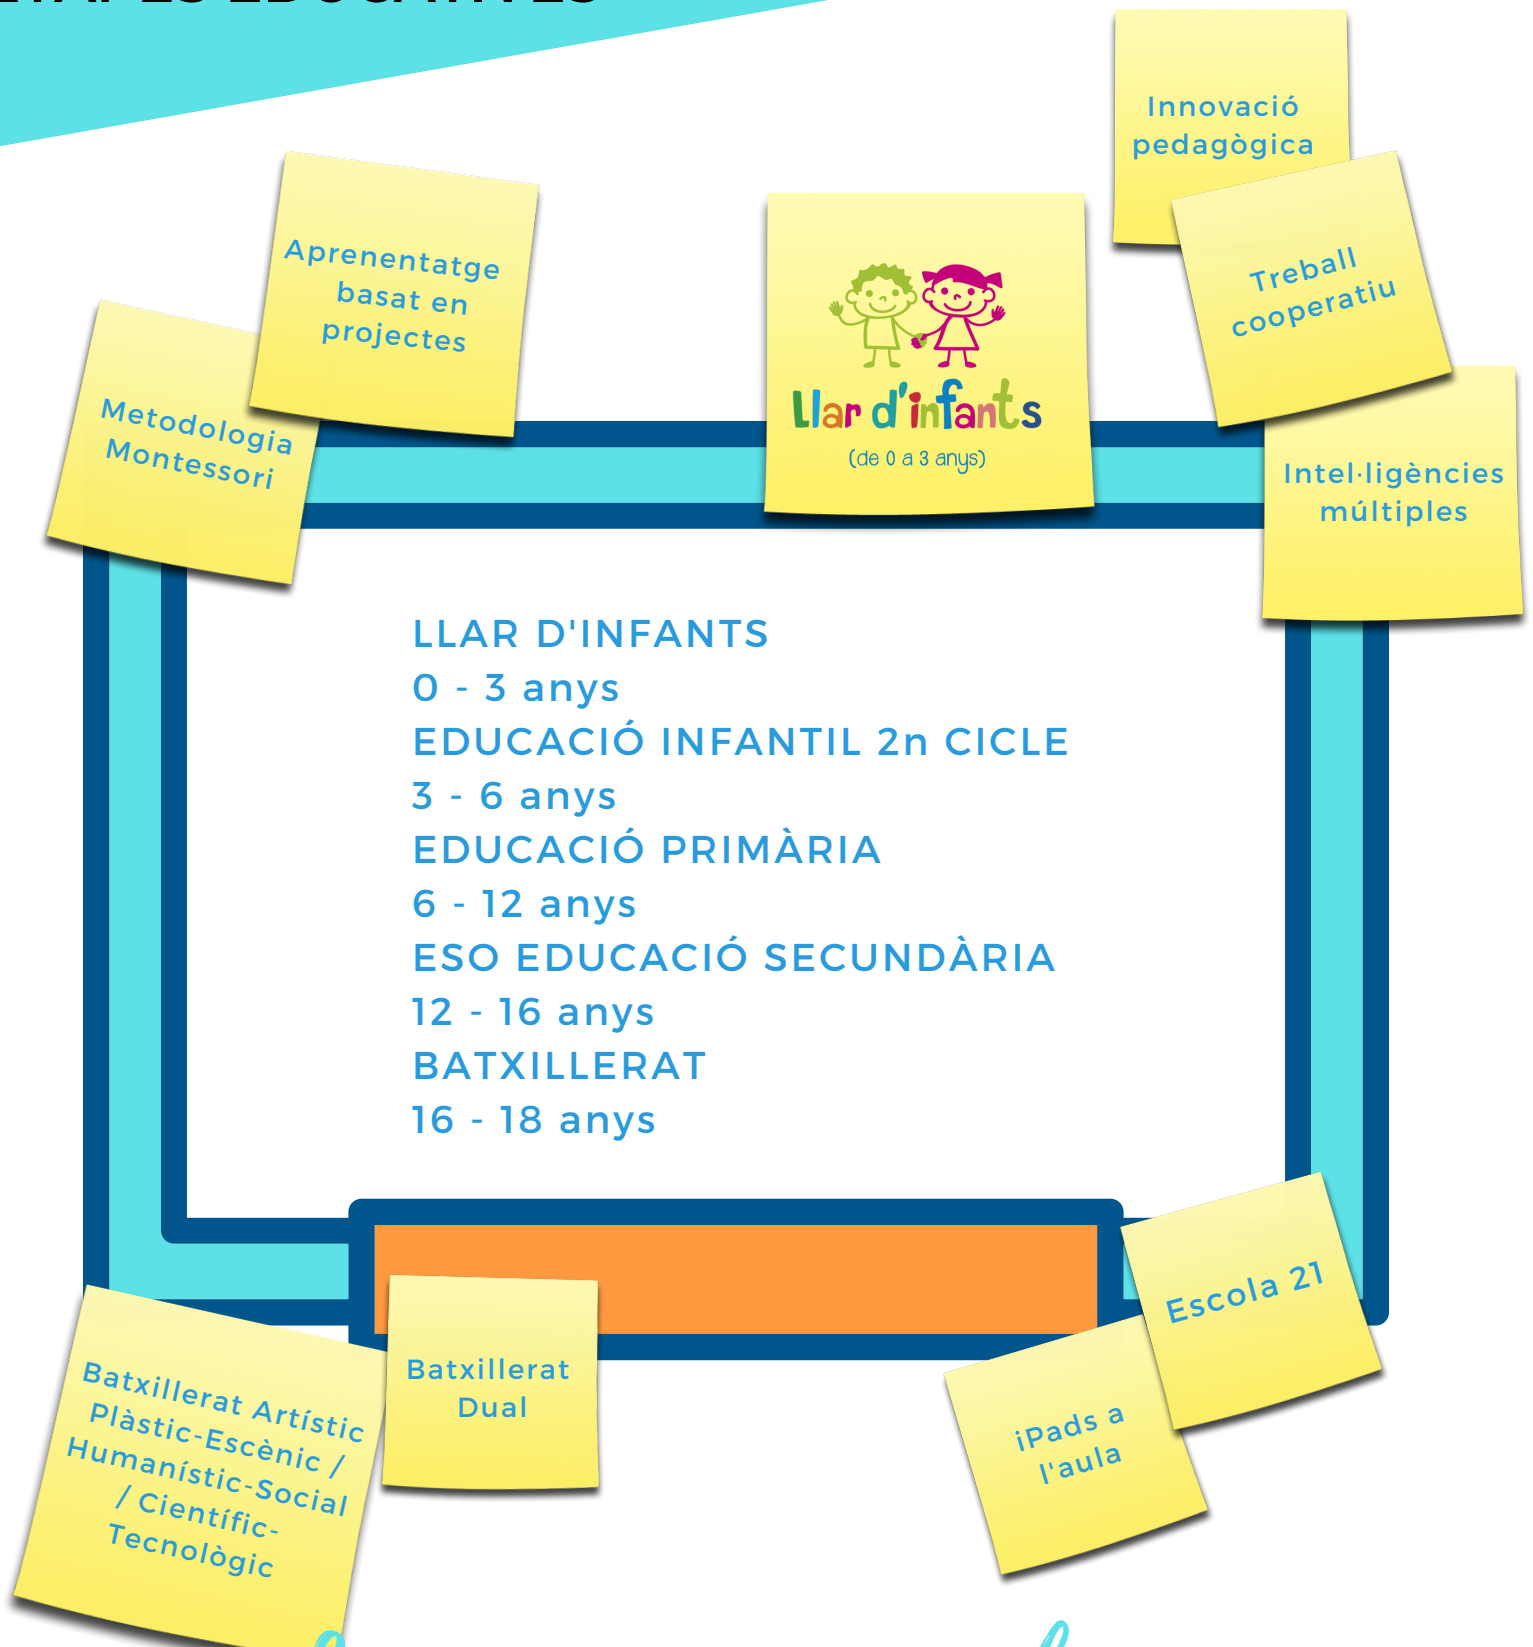 ETAPES EDUCATIVES
Innovació
pedagògica
Aprenentatge
basat en
projectes
Treball
cooperatiu
Metodologia
Montessori
Llar d'infants
(de 0 a 3 anys)
Intel·ligències
múltiples
LLAR D'INFANTS
0 - 3 anys
EDUCACIÓ INFANTIL 2n CICLE
3 - 6 anys
EDUCACIÓ PRIMÀRIA
6 - 12 anys
ESO EDUCACIÓ SECUNDÀRIA
12 - 16 anys
BATXILLERAT
16 - 18 anys
Escola 21
Batxillerat Artístic
Plàstic-Escènic /
Humanístic-Social
/ Científic-
Tecnològic
Batxillerat
Dual
iPads a
l'aula